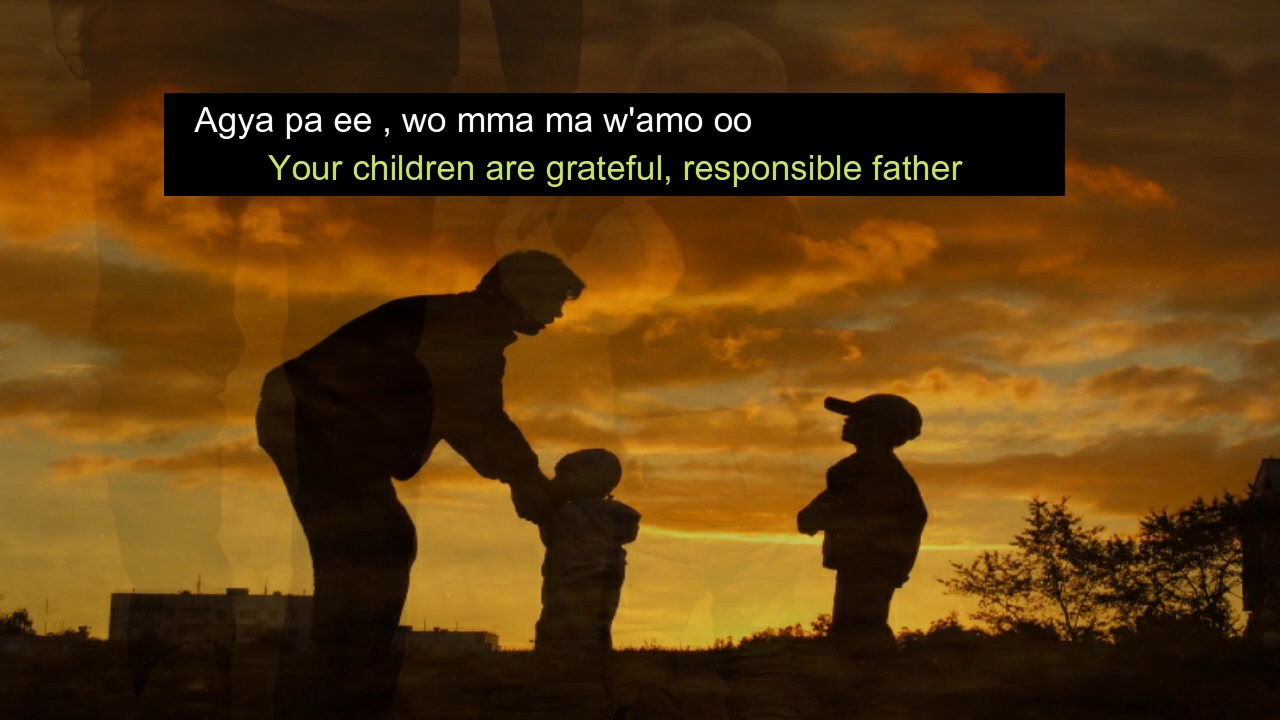 Agya pa ee , wo mma ma w'amo oo
Your children are grateful, responsible father